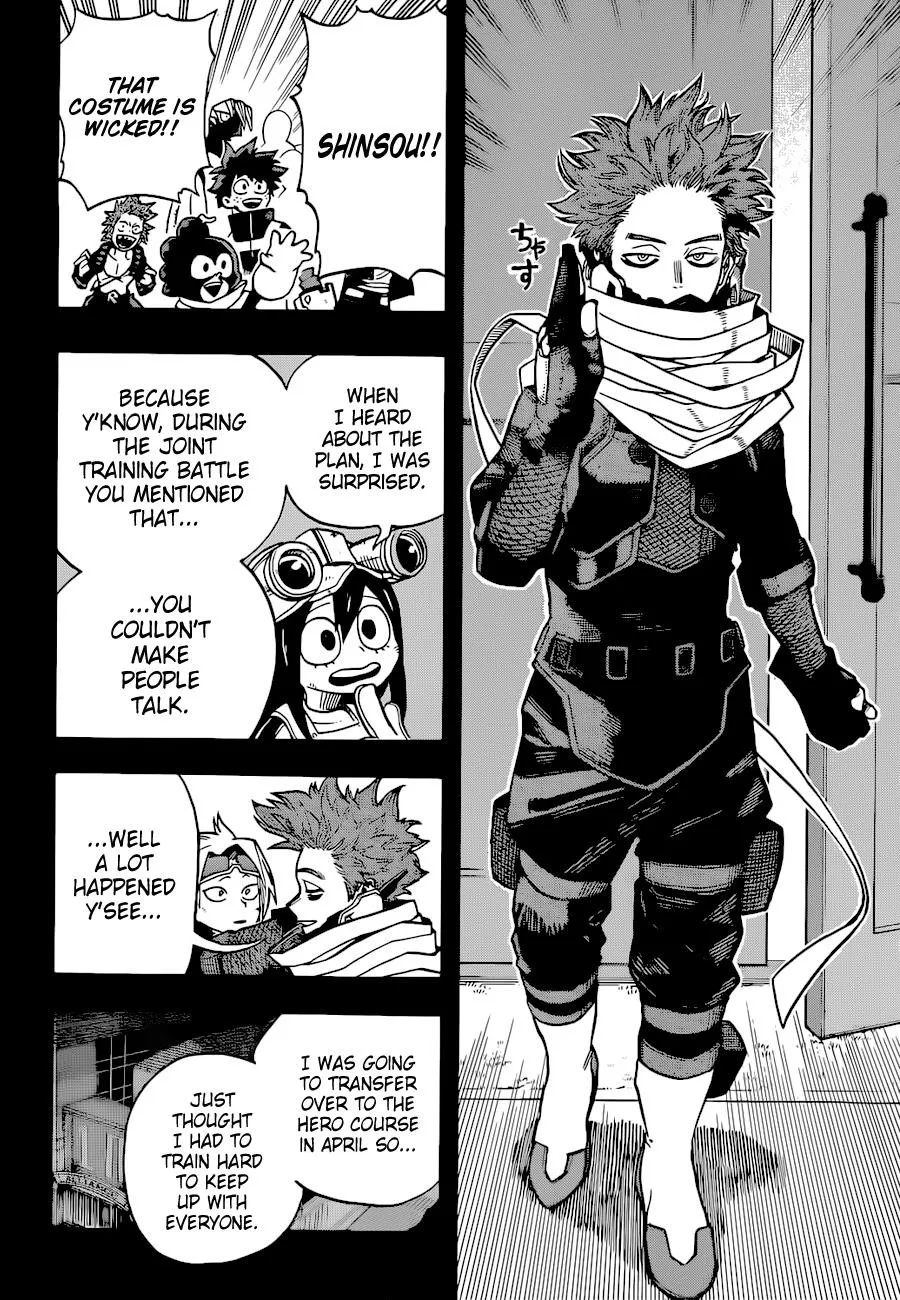 SHINSOU!!
THAT
COSTUME IS
WICKED!!
ちゃす
WHEN
I HEARD
ABOUT THE
PLAN, I WAS
SURPRISED.
BECAUSE
Y'KNOW, DURING
THE JOINT
TRAINING BATTLE
YOU MENTIONED
THAT...
...YOU
COULDN'T
MAKE
PEOPLE
TALK.
...WELL
A LOT
HAPPENED
Y'SEE...
I WAS GOING
TO TRANSFER
OVER TO THE
HERO COURSE
IN APRIL SO...
JUST
THOUGHT
I HAD TO
TRAIN HARD
TO KEEP
UP WITH
EVERYONE.